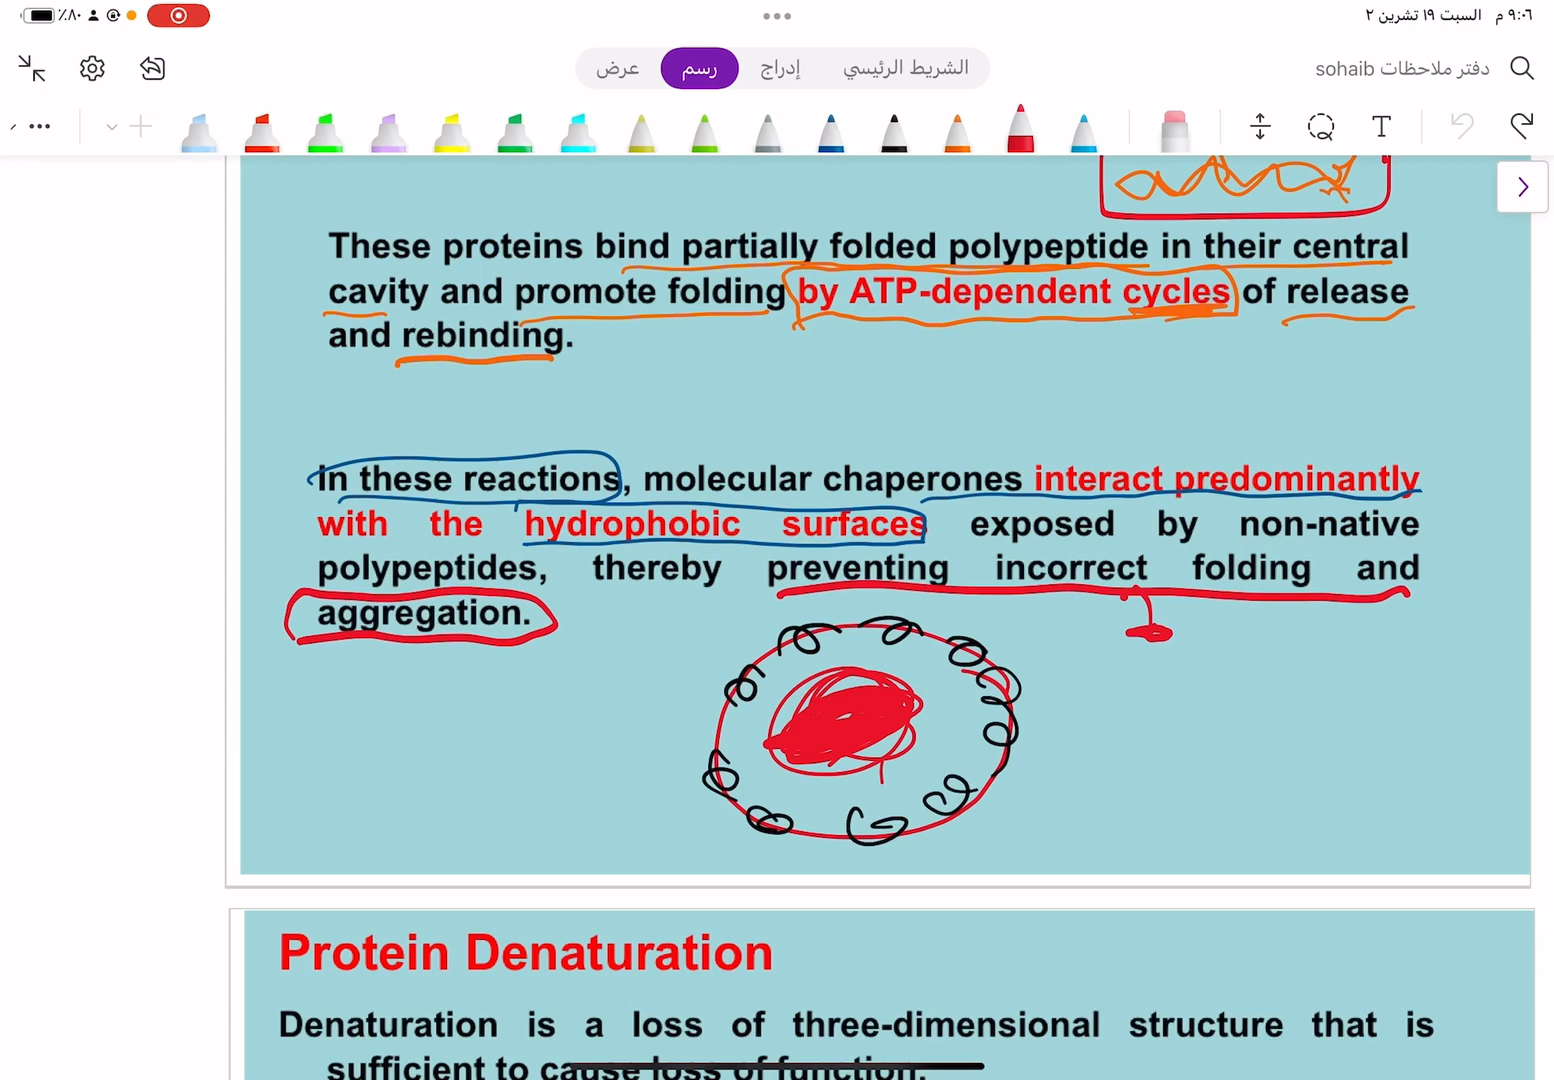 ٪٨٠
السبت ١٩ تشرين ٢ ٩:٠٦ م
الشريط الرئيسي إدراج رسم عرض
دفتر ملاحظات sohaib
T
These proteins bind partially folded polypeptide in their central
cavity and promote folding by ATP-dependent cycles of release
and rebinding.
In these reactions, molecular chaperones interact predominantly
with the hydrophobic surfaces exposed by non-native
polypeptides, thereby preventing incorrect folding and
aggregation.
Protein Denaturation
Denaturation is a loss of three-dimensional structure that is
sufficient to cause loss of function.